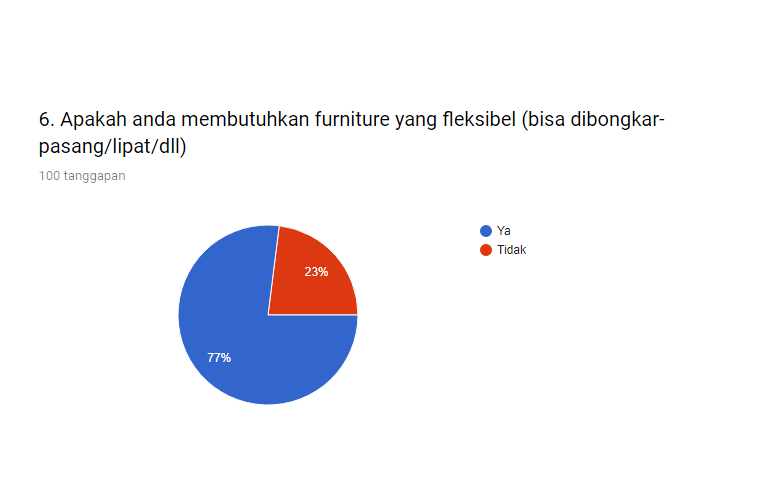 6. Apakah anda membutuhkan furniture yang fleksibel (bisa dibongkar-
pasang/lipat/dll)
100 tanggapan
Ya
Tidak
23%
77%